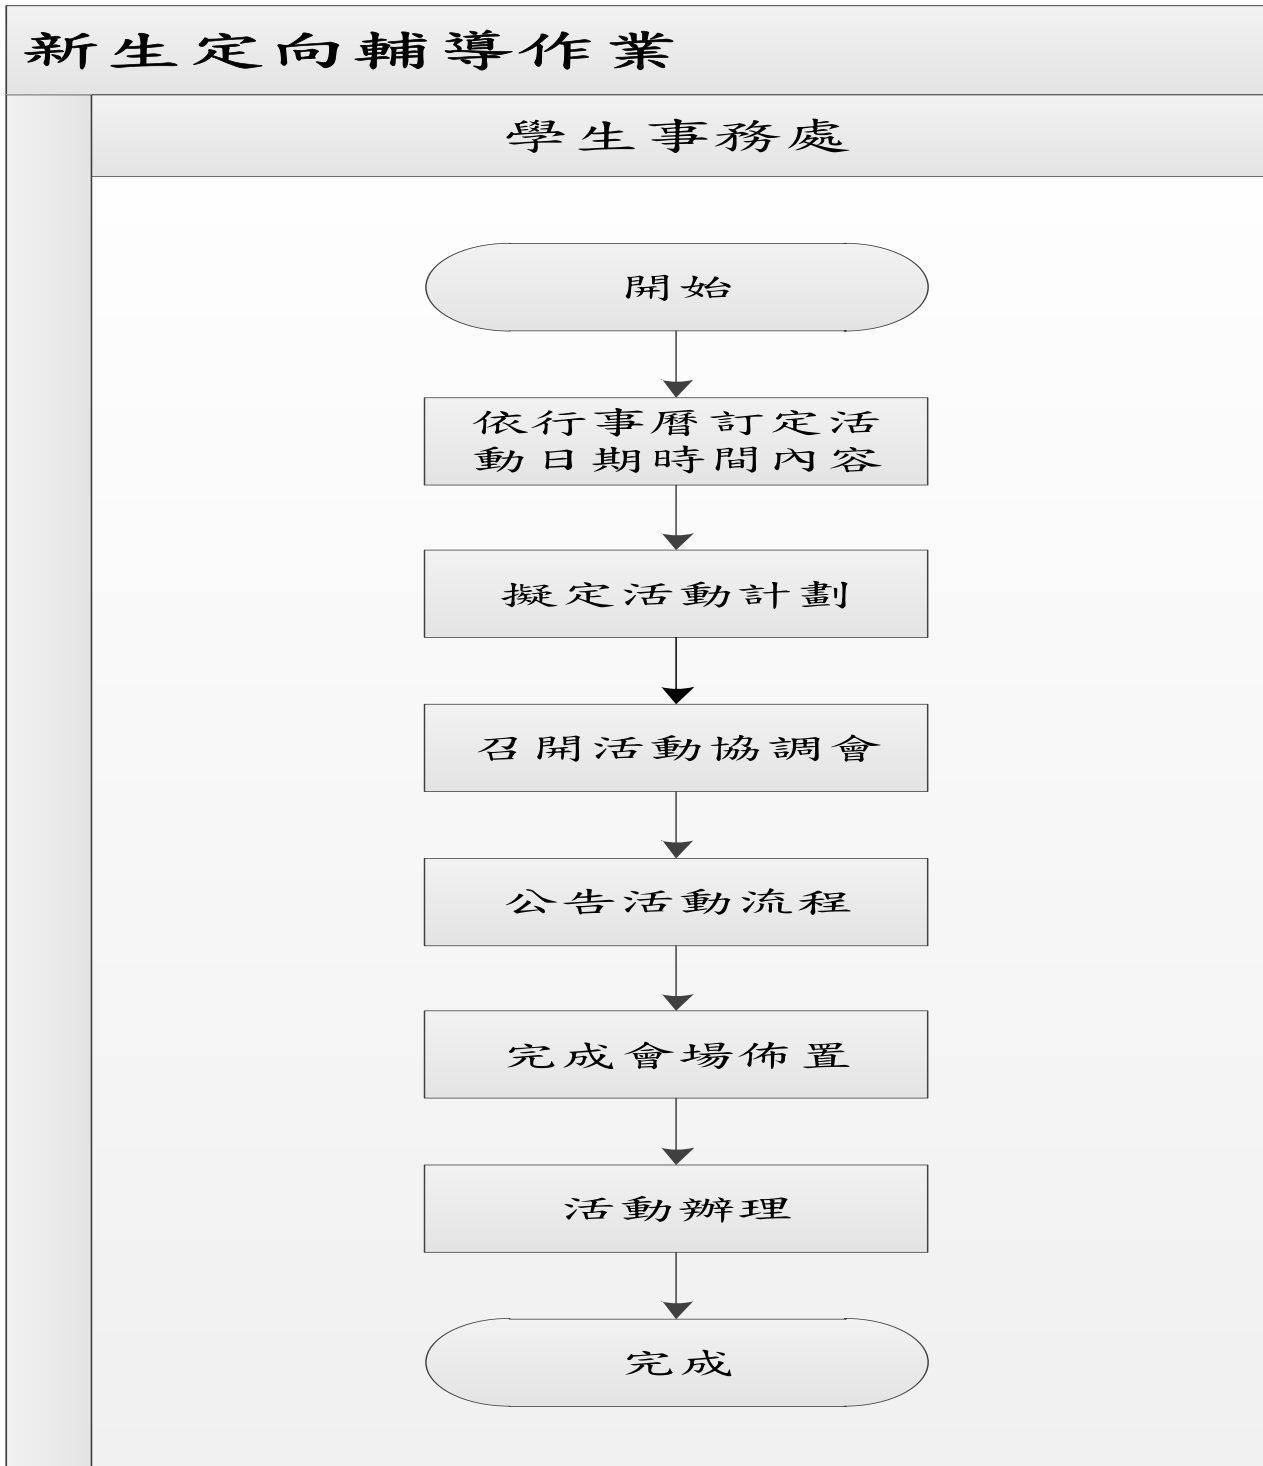 新生定向輔導作業
學生事務處
開始
依行事曆訂定活
動日期時間內容
擬定活動計劃
召開活動協調會
公告活動流程
完成會場佈置
活動辦理
完成